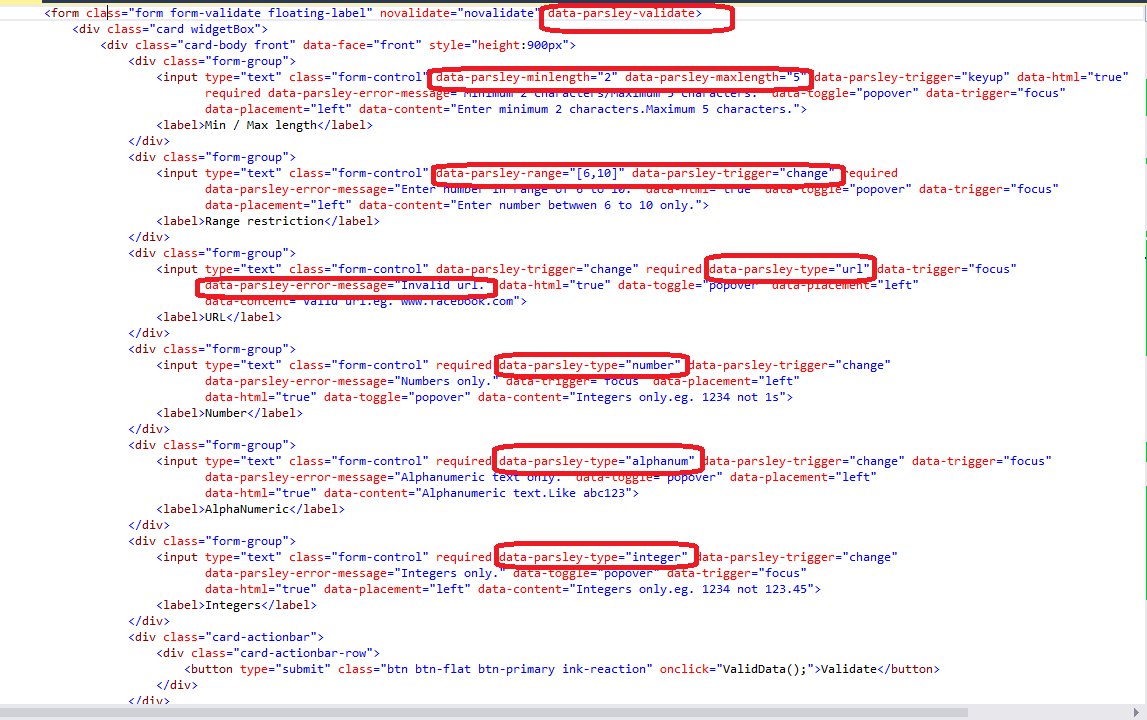 <form class="form form-validate floating-label" novalidate="novalidate" data-parsley-validate>
<div class="card widgetBox">
<div class="card-body front" data-face="front" style="height:900px">
<div class="form-group">
<input type="text" class="form-control" data-parsley-minlength="2" data-parsley-maxlength="5" data-parsley-trigger="keyup" data-html="true"
required data-parsley-error-message="Minimum 2 characters/Maximum 5 characters." data-toggle="popover" data-trigger="focus"
data-placement="left" data-content="Enter minimum 2 characters.Maximum 5 characters.">
<label>Min / Max length</label>
</div>
<div class="form-group">
<input type="text" class="form-control" data-parsley-range="[6,10]" data-parsley-trigger="change" required
data-parsley-error-message="Enter number in range of 6 to 10." data-html="true" data-toggle="popover" data-trigger="focus"
data-placement="left" data-content="Enter number betwwen 6 to 10 only.">
<label>Range restriction</label>
</div>
<div class="form-group">
<input type="text" class="form-control" data-parsley-trigger="change" required data-parsley-type="url" data-trigger="focus"
data-parsley-error-message="Invalid url." data-html="true" data-toggle="popover" data-placement="left"
data-content="Valid url.eg. www.facebook.com">
<label>URL</label>
</div>
<div class="form-group">
<input type="text" class="form-control" required data-parsley-type="number" data-parsley-trigger="change"
data-parsley-error-message="Numbers only." data-trigger="focus" data-placement="left"
data-html="true" data-toggle="popover" data-content="Integers only.eg. 1234 not 1s">
<label>Number</label>
</div>
<div class="form-group">
<input type="text" class="form-control" required data-parsley-type="alphanum" data-parsley-trigger="change" data-trigger="focus"
data-parsley-error-message="Alphanumeric text only." data-toggle="popover" data-placement="left"
data-html="true" data-content="Alphanumeric text.Like abc123">
<label>AlphaNumeric</label>
</div>
<div class="form-group">
<input type="text" class="form-control" required data-parsley-type="integer" data-parsley-trigger="change"
data-parsley-error-message="Integers only." data-toggle="popover" data-trigger="focus"
data-html="true" data-placement="left" data-content="Integers only.eg. 1234 not 123.45">
<label>Integers</label>
</div>
<div class="card-actionbar">
<div class="card-actionbar-row">
<button type="submit" class="btn btn-flat btn-primary ink-reaction" onclick="ValidData();">Validate</button>
</div>
</div>